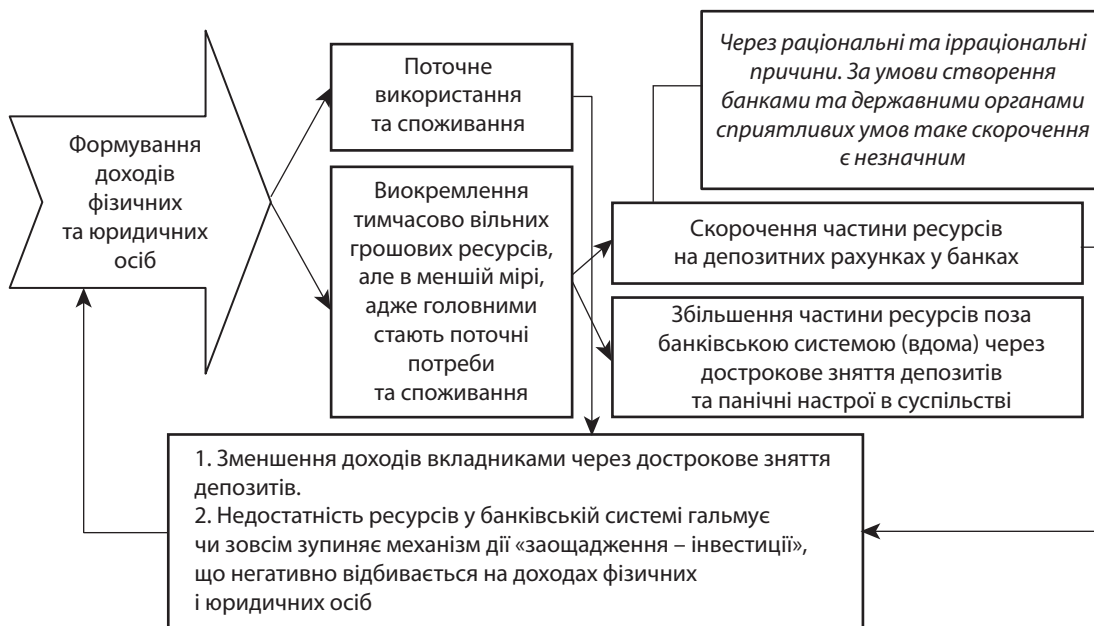 Формування
доходів
фізичних
та юридичних
осіб
Поточне
використання
та споживання
Виокремлення
тимчасово вільних
грошових ресурсів,
але в меншій мірі,
адже головними
стають поточні
потреби
та споживання
Через раціональні та ірраціональні
причини. За умови створення
банками та державними органами
сприятливих умов таке скорочення
є незначним
Скорочення частини ресурсів
на депозитних рахунках у банках
Збільшення частини ресурсів поза
банківською системою (вдома) через
дострокове зняття депозитів
та панічні настрої в суспільстві
1. Зменшення доходів вкладниками через дострокове зняття
депозитів.
2. Недостатність ресурсів у банківській системі гальмує
чи зовсім зупиняє механізм дії «заощадження – інвестиції»,
що негативно відбивається на доходах фізичних
і юридичних осіб